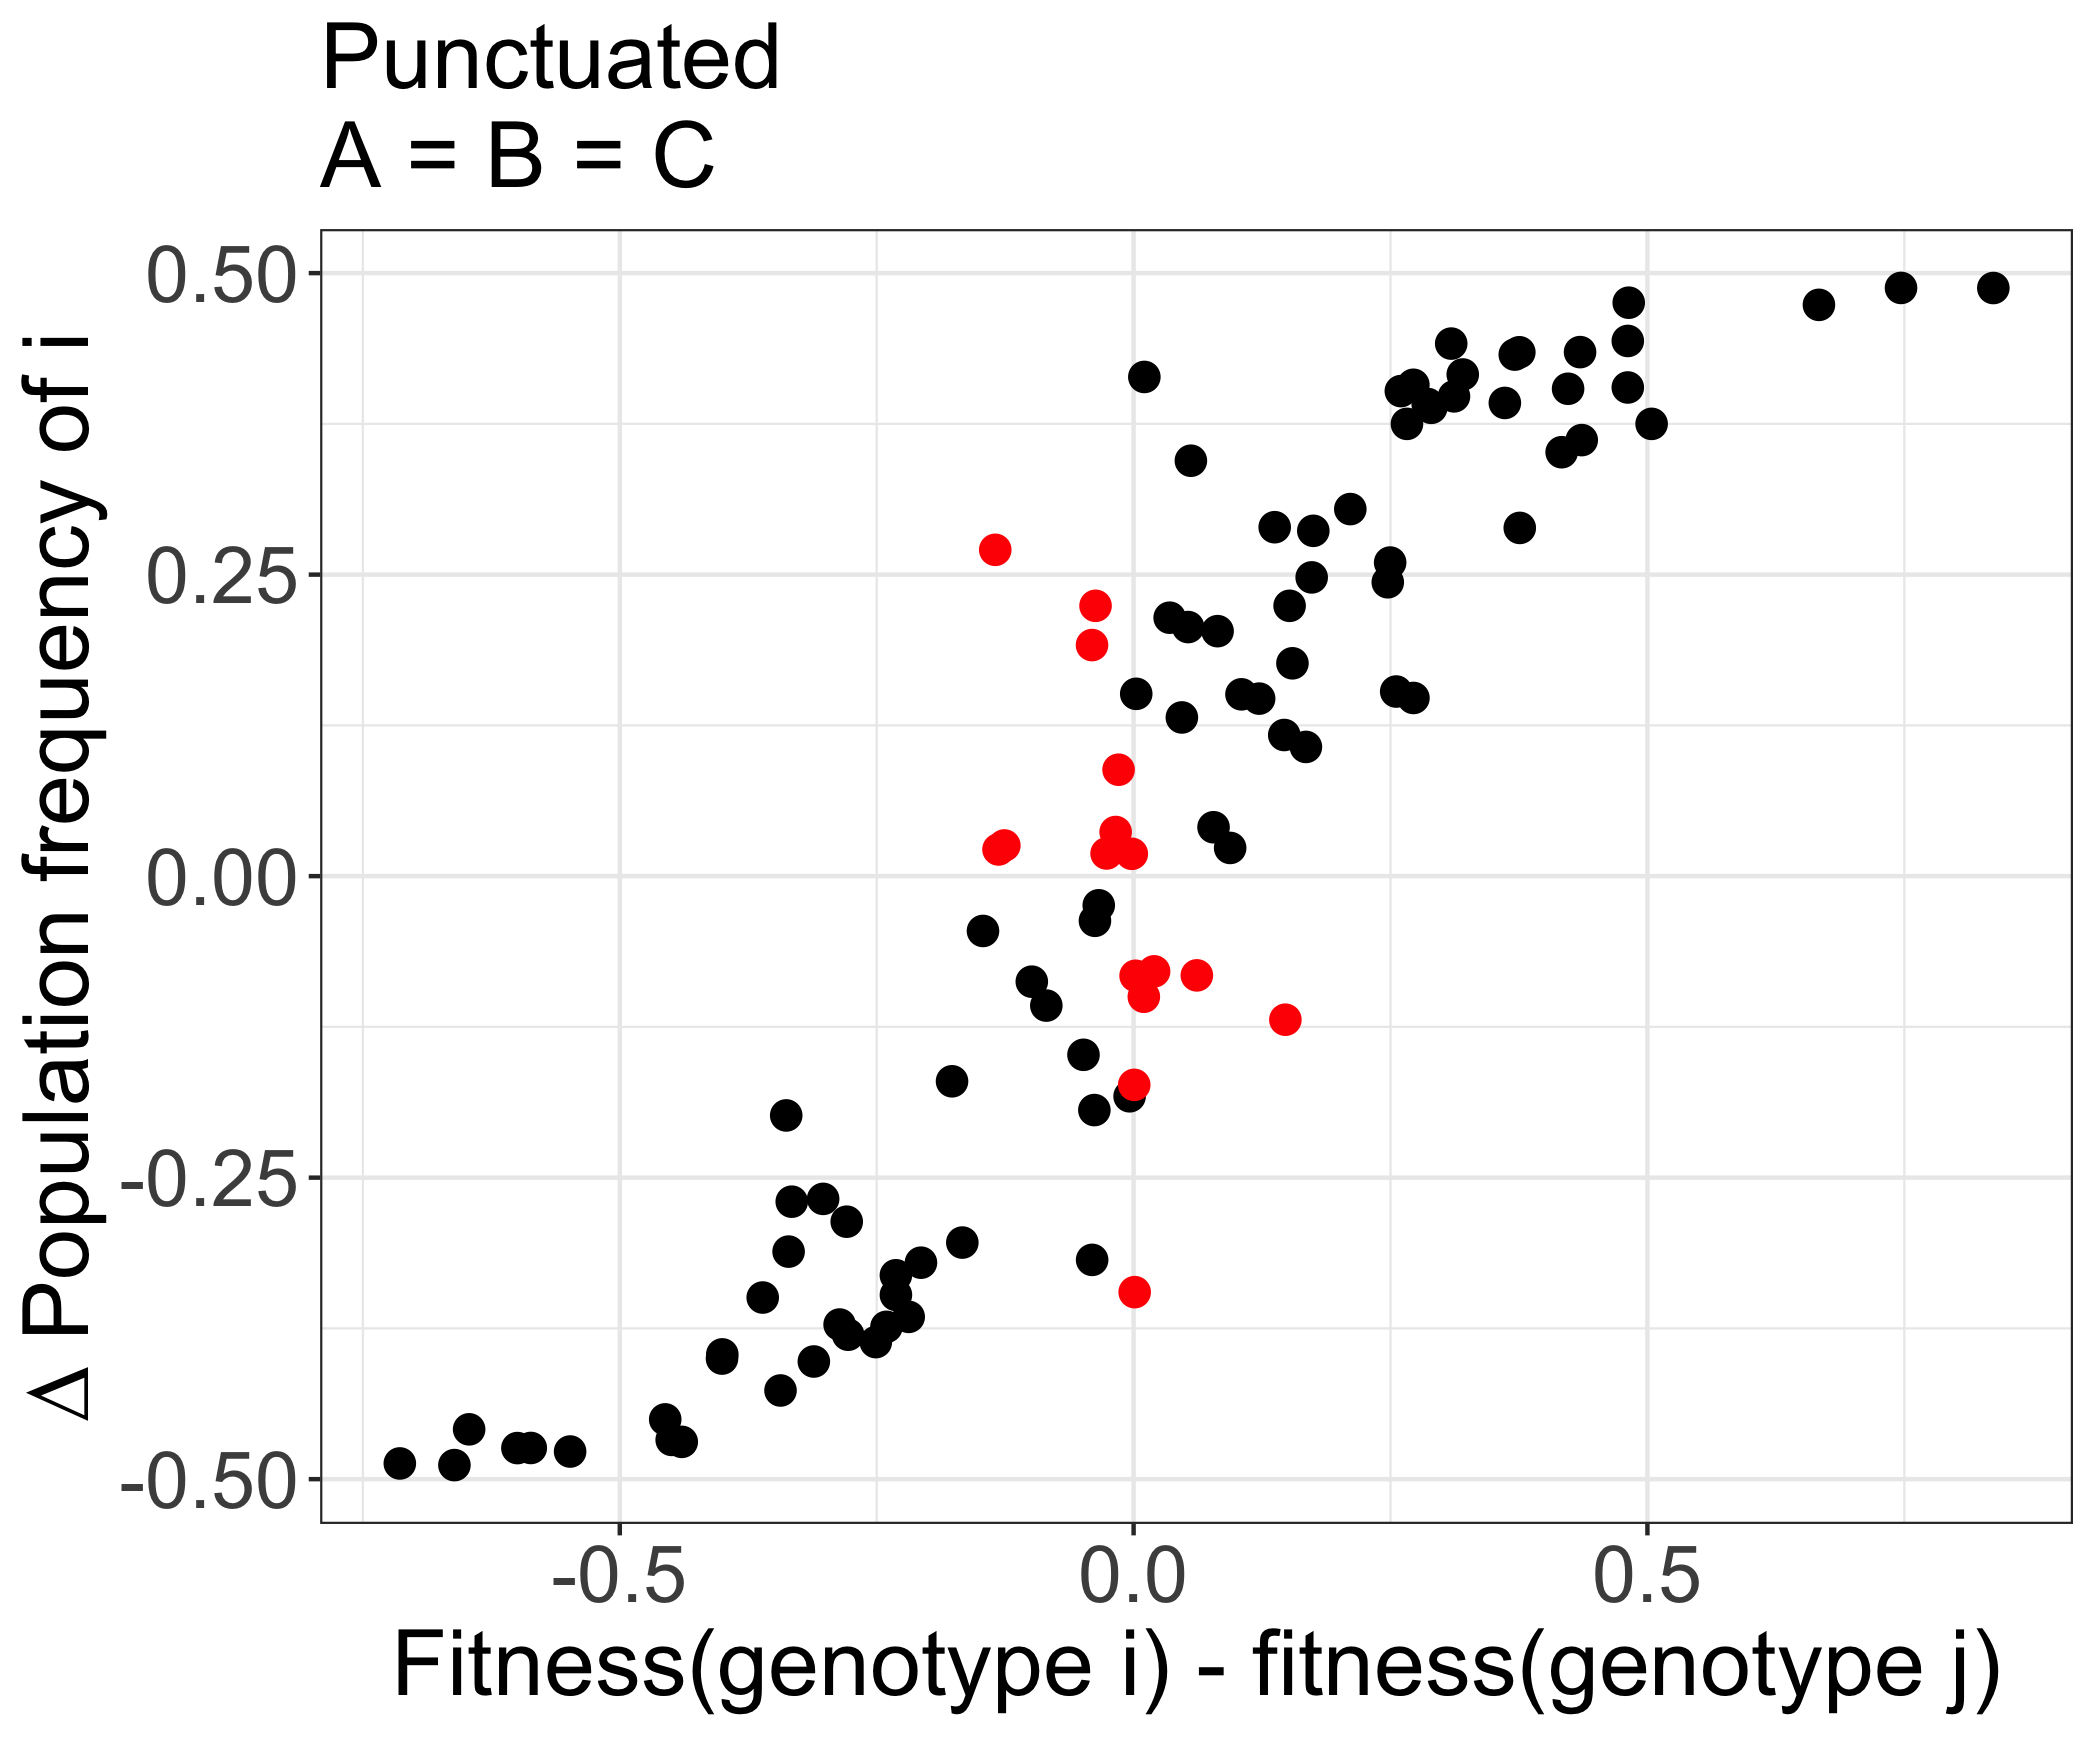 Punctuated
A = B = C
Δ Population frequency of i
0.50
0.25
0.00
-0.25
-0.50
-0.5 0.0 0.5
Fitness(genotype i) - fitness(genotype j)